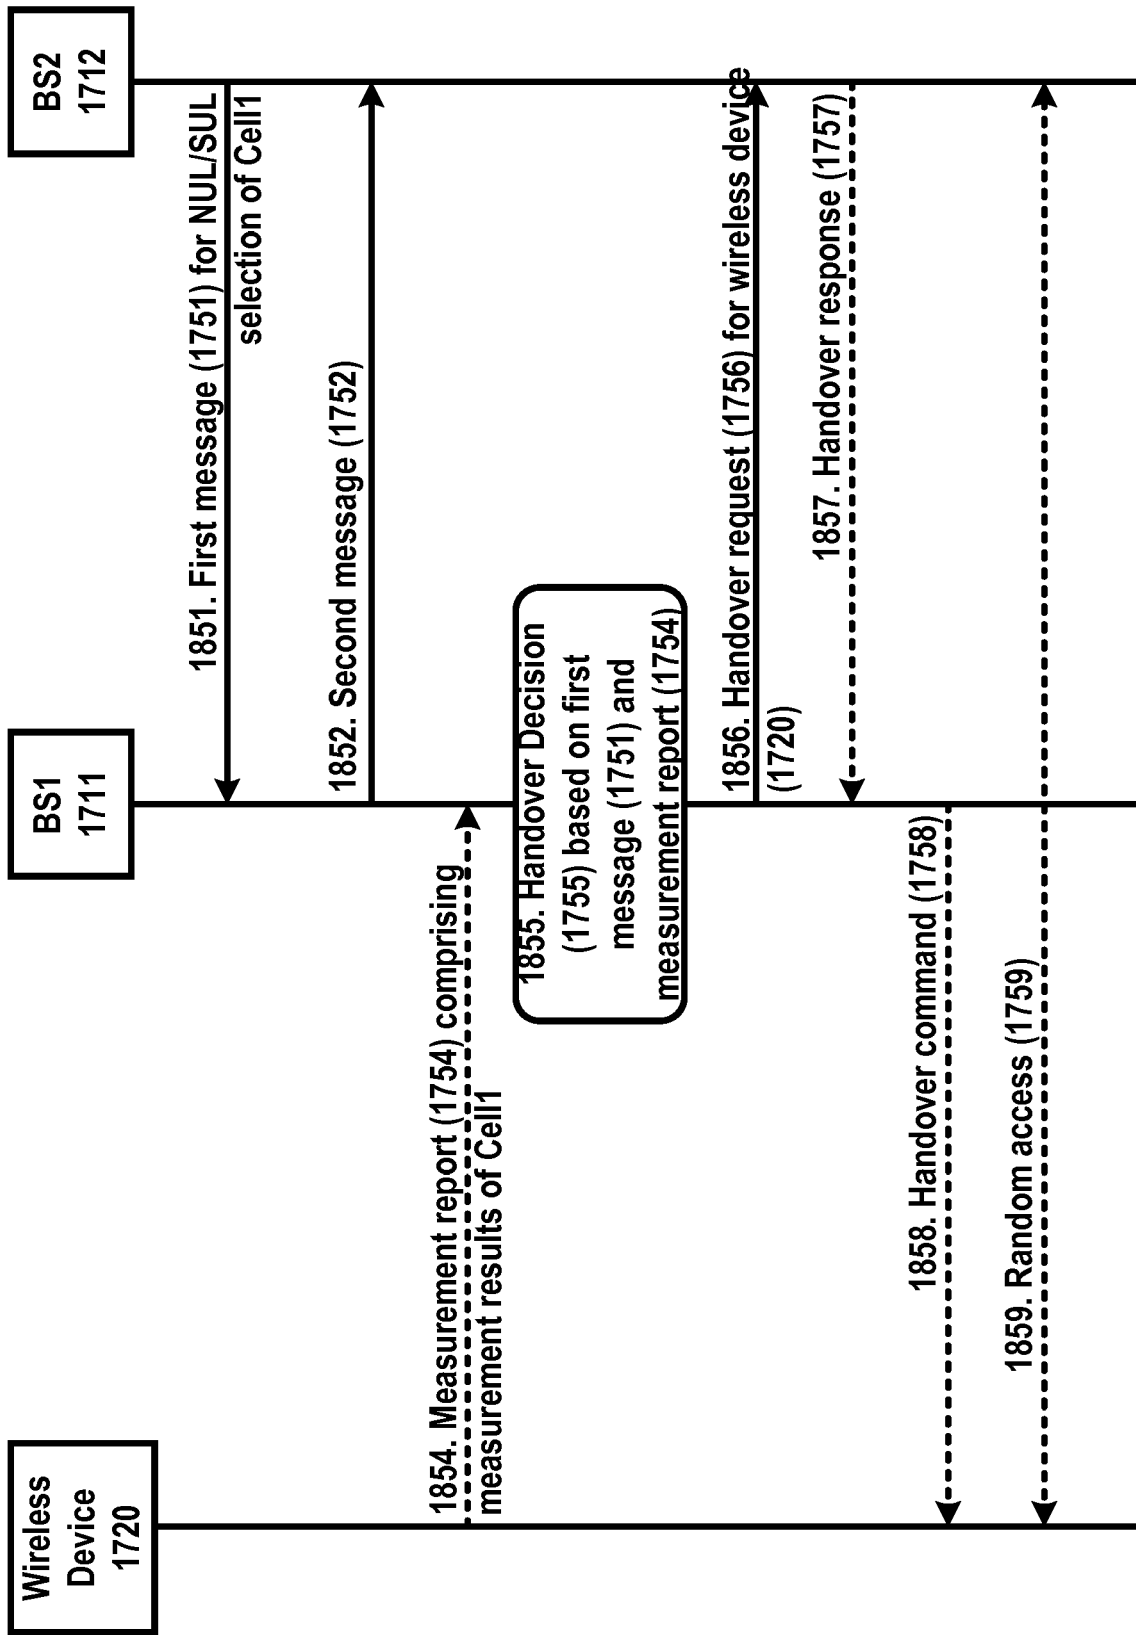 Wireless
Device
1720
BS1
1711
BS2
1712
1851. First message (1751) for NUL/SUL
selection of Cell1
1852. Second message (1752)
1854. Measurement report (1754) comprising
measurement results of Cell1
1855. Handover Decision
(1755) based on first
message (1751) and
measurement report (1754)
1856. Handover request (1756) for wireless device
(1720)
1857. Handover response (1757)
1858. Handover command (1758)
1859. Random access (1759)